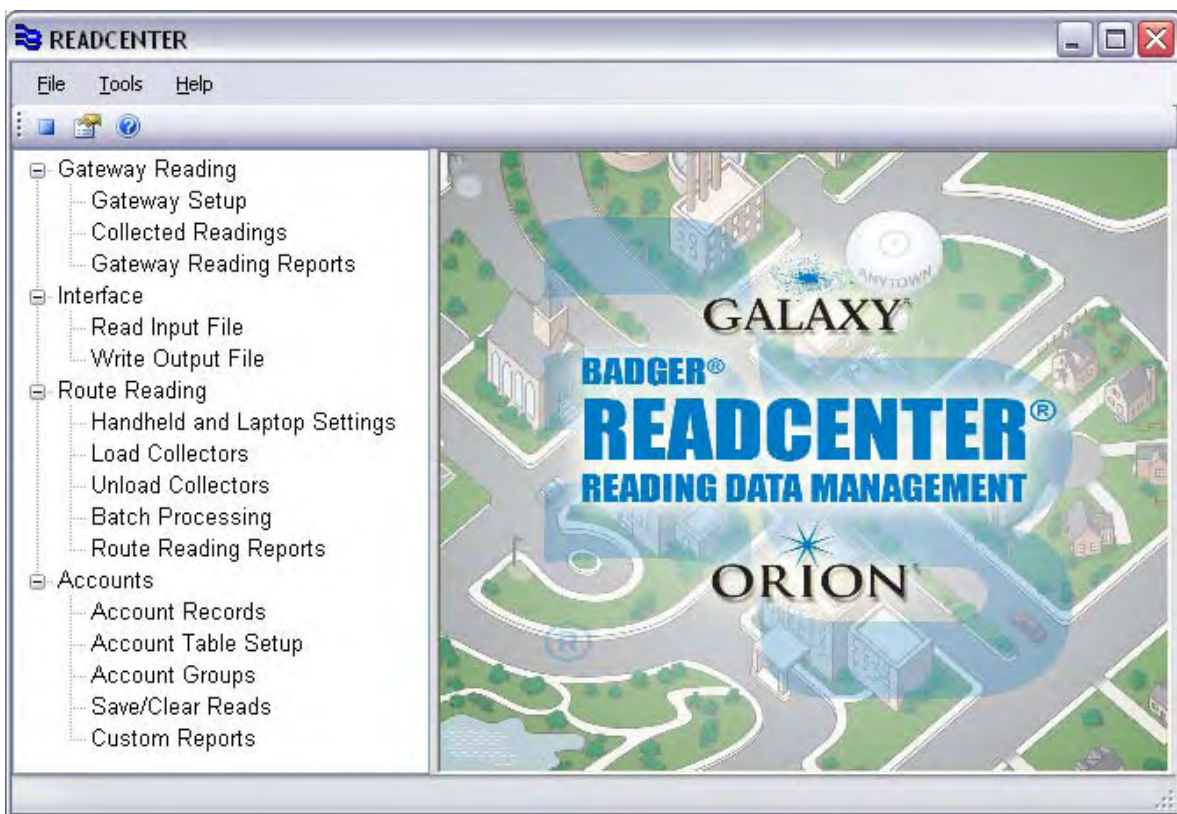 READCENTER
File Tools Help
Gateway Reading
Gateway Setup
Collected Readings
Gateway Reading Reports
Interface
Read Input File
Write Output File
Route Reading
Handheld and Laptop Settings
Load Collectors
Unload Collectors
Batch Processing
Route Reading Reports
Accounts
Account Records
Account Table Setup
Account Groups
Save/Clear Reads
Custom Reports
ANYTOWN
GALAXY®
BADGER®
READCENTER®
READING DATA MANAGEMENT
ORION®
®